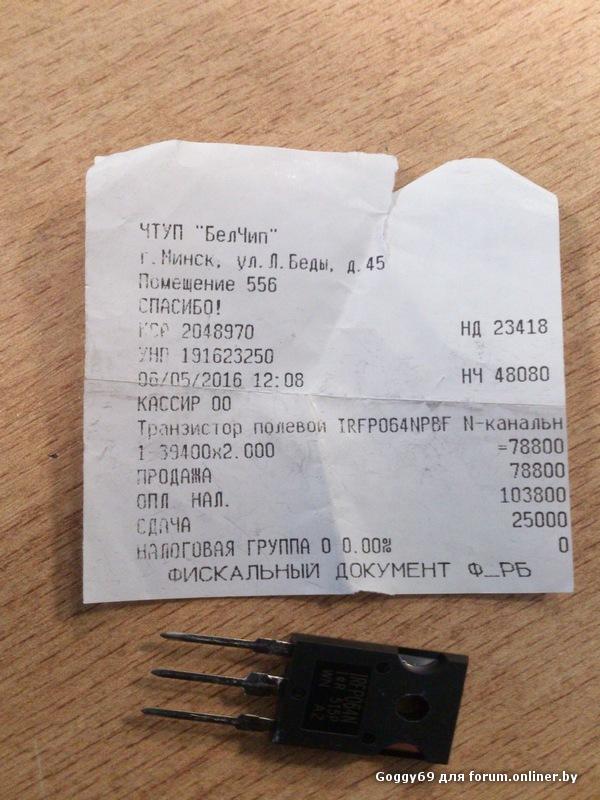 ЧТУП "БелЧип"
г.Минск, ул.Л.Беды, д.45
Помещение 556
СПАСИБО!
КСА 2048970 НД 23418
УНП 191623250
06/05/2016 12:08 НЧ 48080
КАССИР 00
Транзистор полевой IRFP064NPBF N-канальн
1 39400x2.000 =78800
ПРОДАЖА 78800
ОПЛ НАЛ. 103800
СДАЧА 25000
НАЛОГОВАЯ ГРУППА 0 0.00% 0
ФИСКАЛЬНЫЙ ДОКУМЕНТ Ф_РБ
IRFP064N
Goggy69 для forum.onliner.by